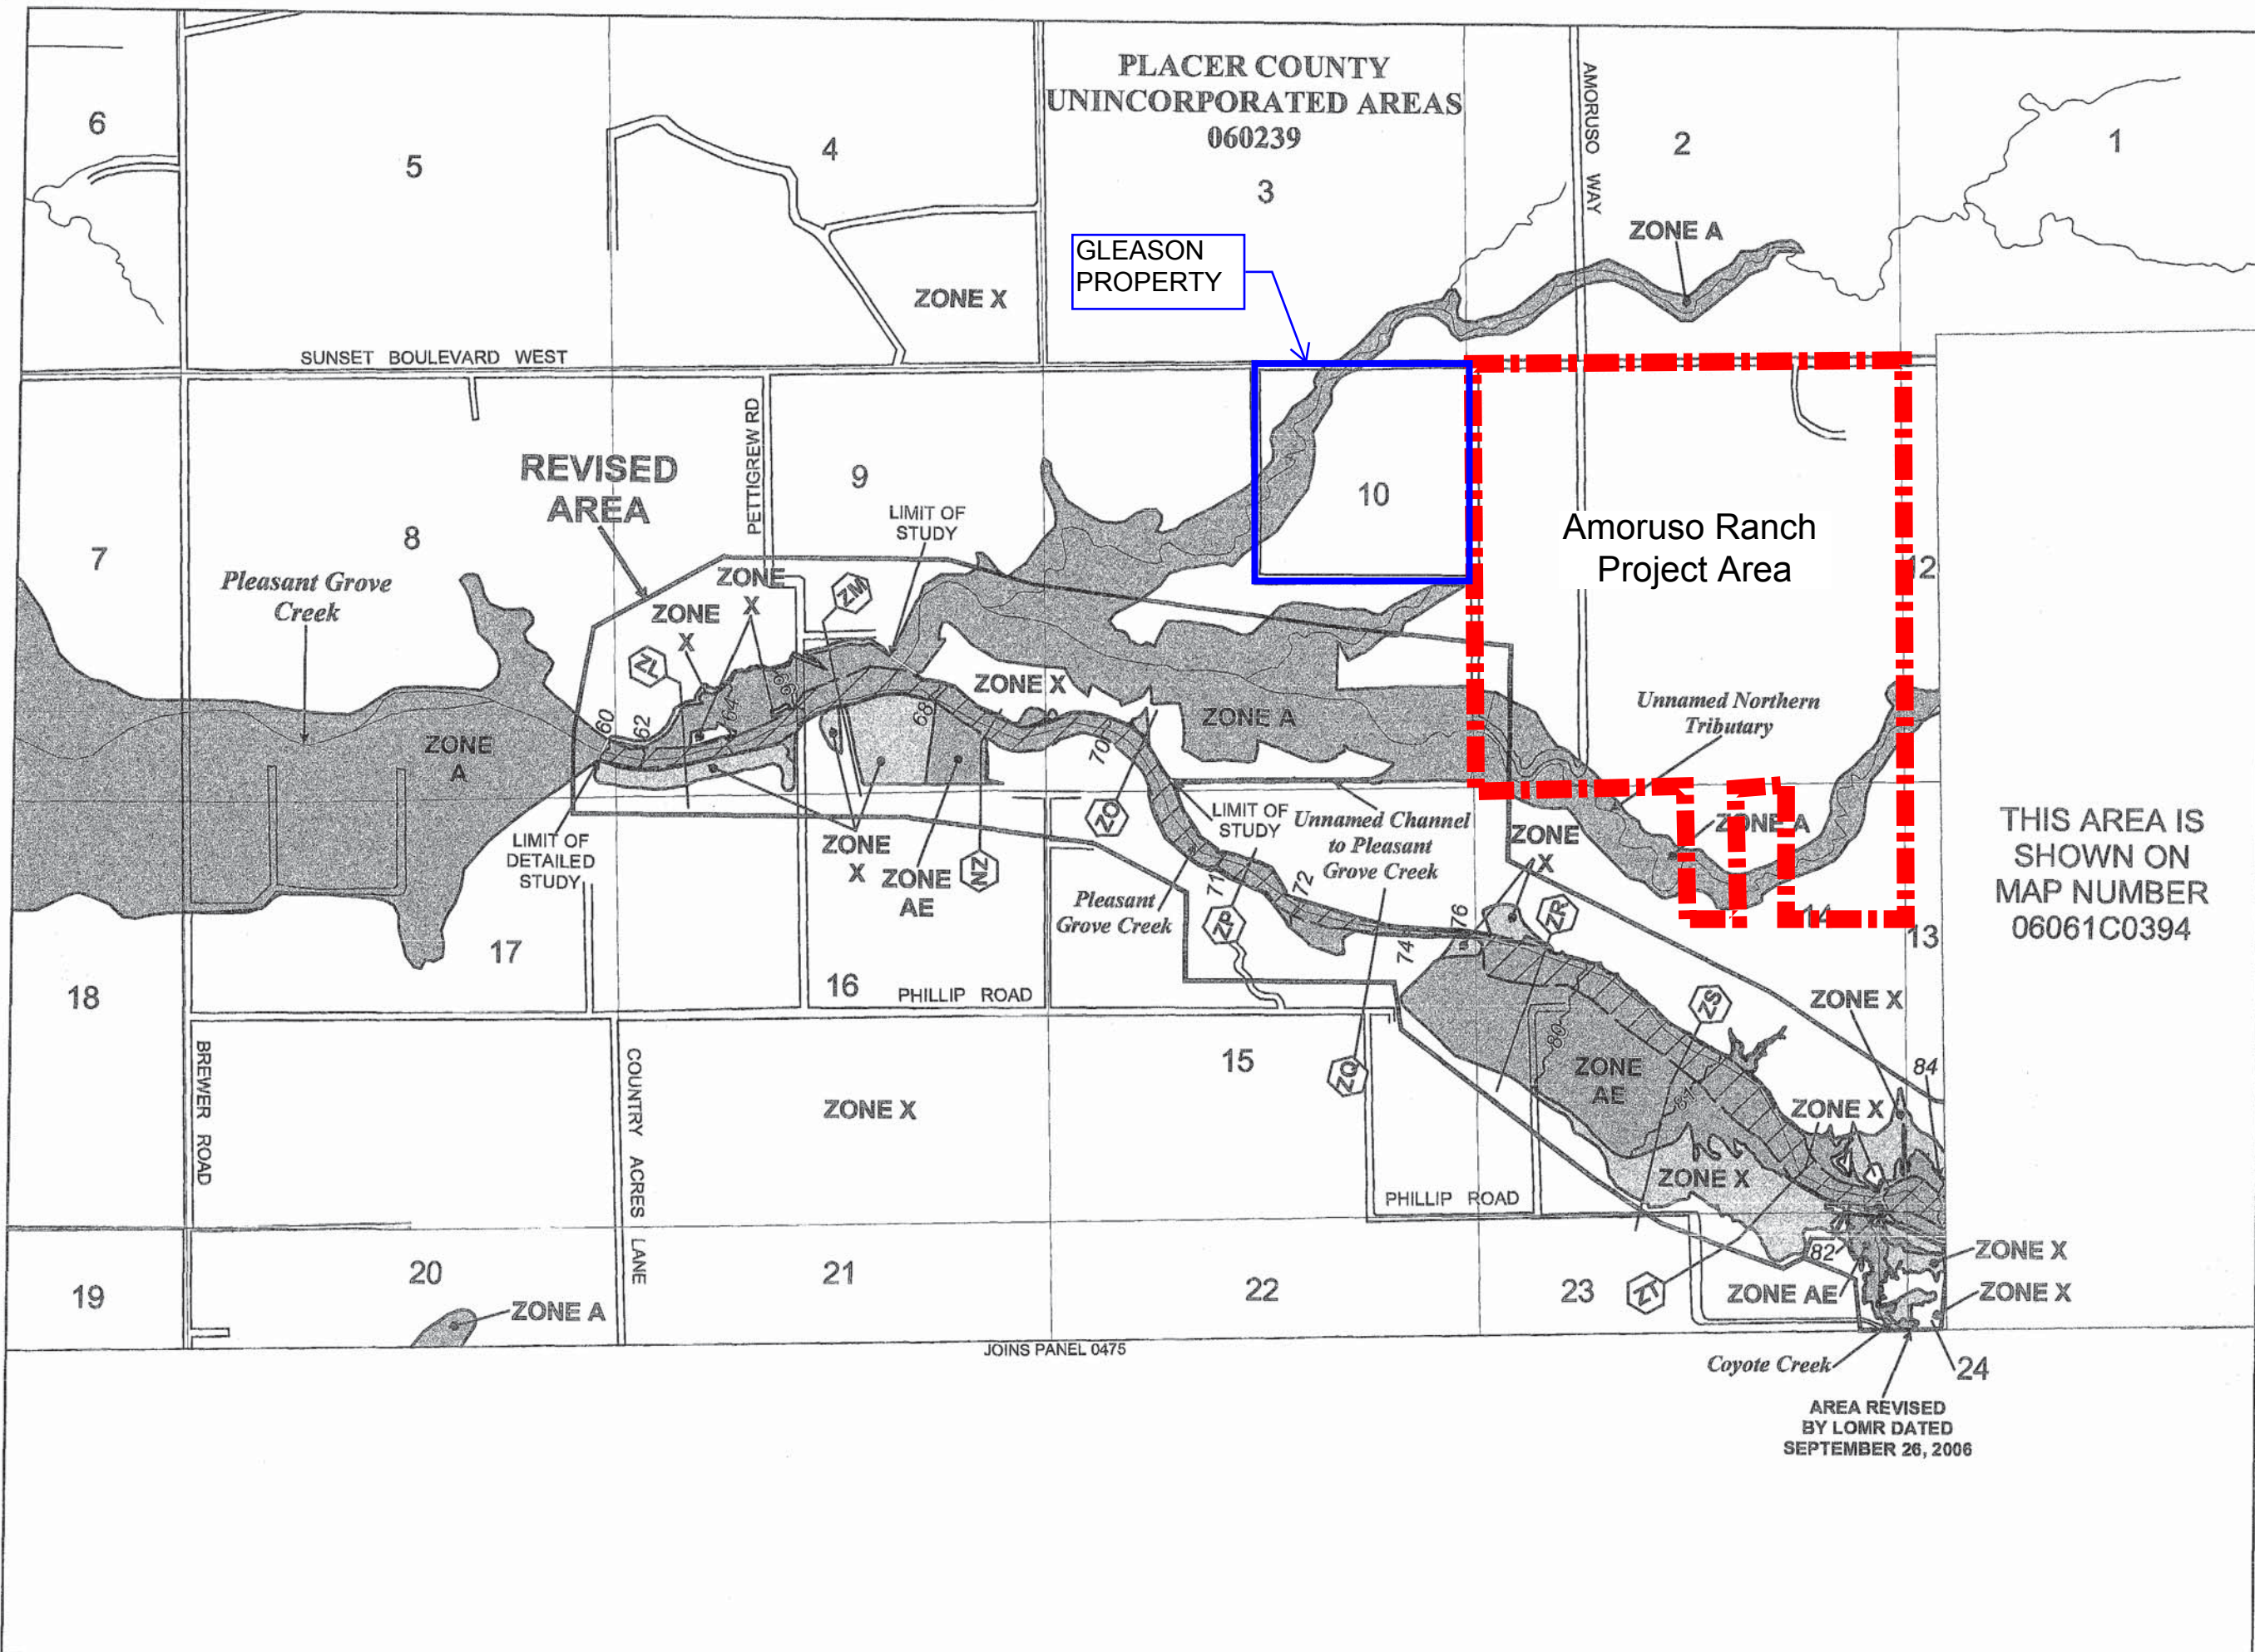 PLACER COUNTY
UNINCORPORATED AREAS
060239
6
5
4
3
2
1
AMORUSO WAY
ZONE A
GLEASON
PROPERTY
ZONE X
SUNSET BOULEVARD WEST
PETTIGREW RD
REVISED
AREA
7
8
9
10
12
LIMIT OF
STUDY
Amoruso Ranch
Project Area
Pleasant Grove
Creek
ZONE
X
ZONE
X
ZM
ZL
ZONE X
ZONE A
Unnamed Northern
Tributary
60
62
64
66
68
70
ZONE
A
LIMIT OF
DETAILED
STUDY
ZONE
X
ZONE
AE
ZN
ZO
LIMIT OF
STUDY
Unnamed Channel
to Pleasant
Grove Creek
ZONE
X
ZONE A
THIS AREA IS
SHOWN ON
MAP NUMBER
06061C0394
Pleasant
Grove Creek
71
72
74
76
ZP
ZR
14
13
18
17
16
PHILLIP ROAD
15
ZQ
ZS
ZONE X
80
81
84
ZONE
AE
ZONE X
BREWER ROAD
COUNTRY ACRES LANE
ZONE X
ZONE X
PHILLIP ROAD
82
ZONE X
ZONE X
19
20
21
22
23
ZT
ZONE AE
ZONE A
JOINS PANEL 0475
Coyote Creek
24
AREA REVISED
BY LOMR DATED
SEPTEMBER 26, 2006